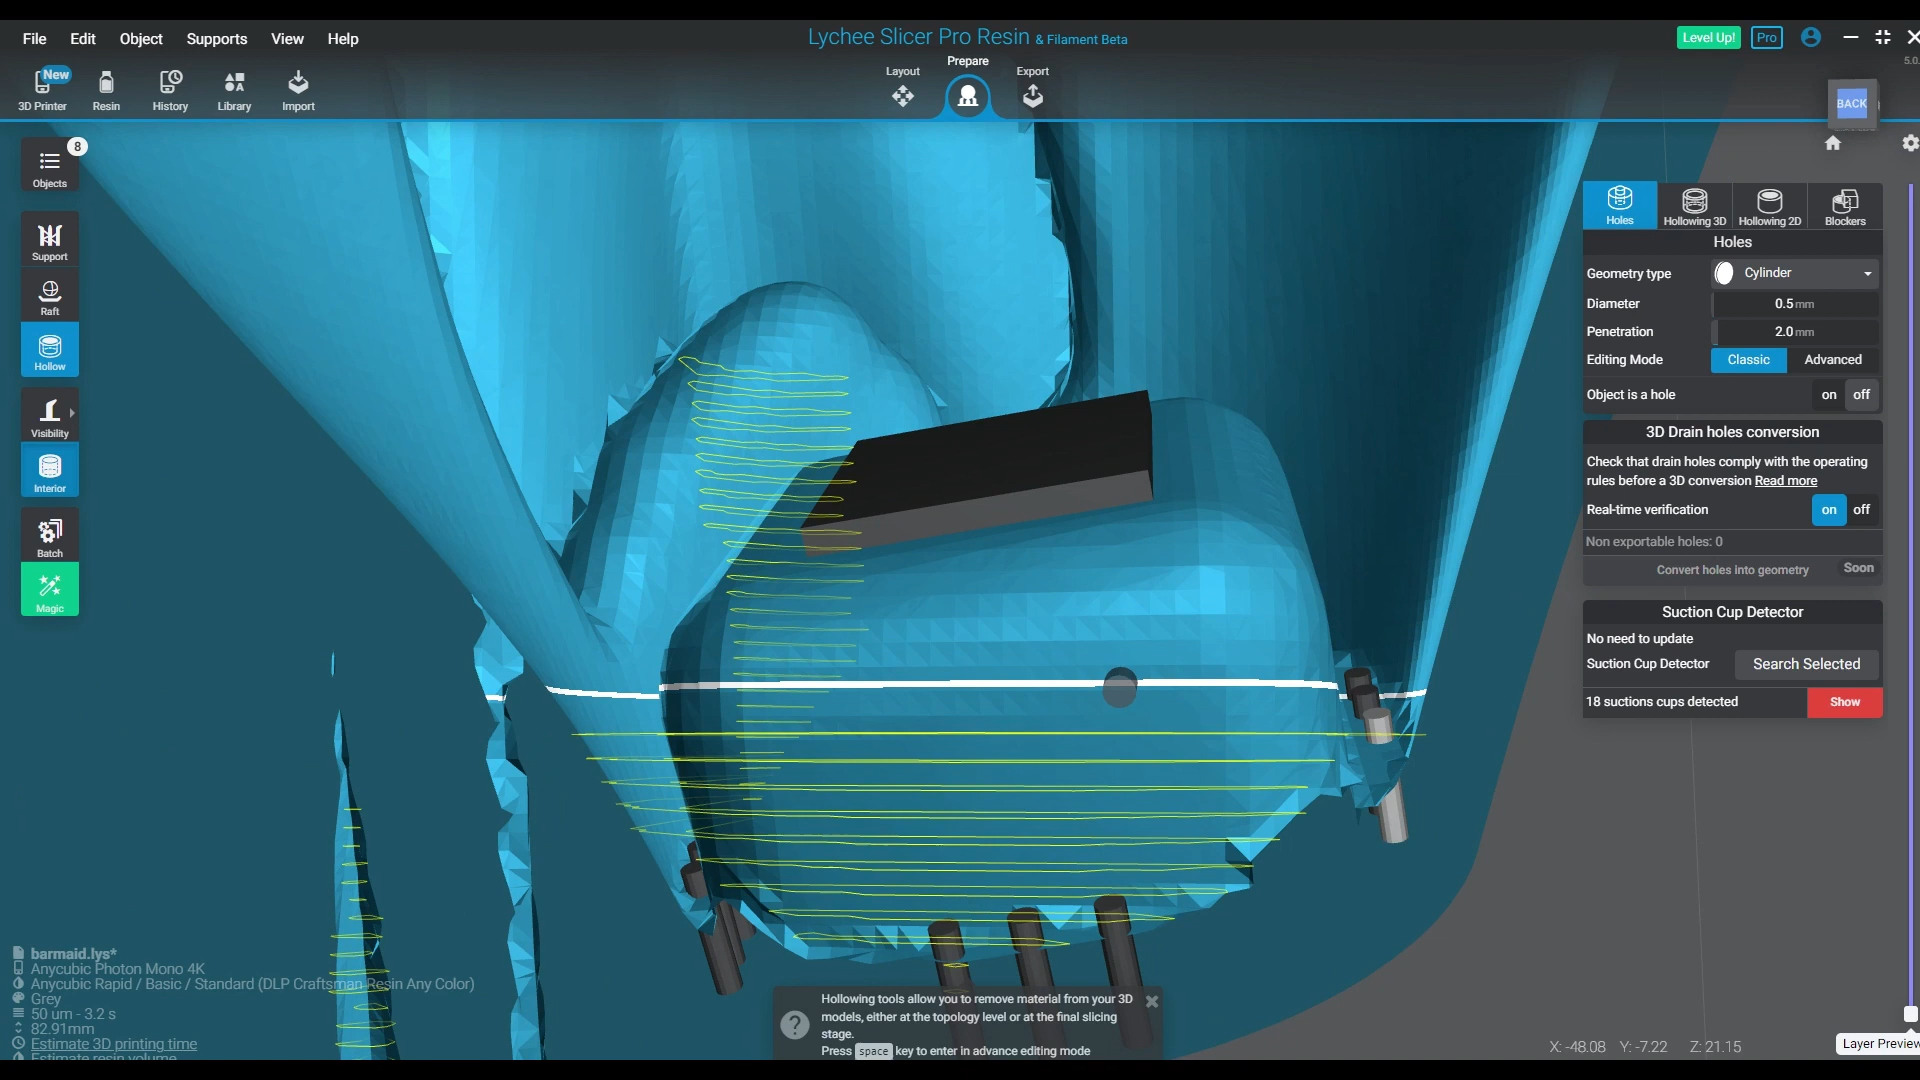 File Edit Object Supports View Help
Lychee Slicer Pro Resin & Filament Beta
Level Up! Pro
5.0.
New
3D Printer Resin History Library Import
Layout Prepare Export
BACK
8
Objects
Support
Raft
Hollow
Visibility
Interior
Batch
Magic
Holes Hollowing 3D Hollowing 2D Blockers
Holes
Geometry type Cylinder
Diameter 0.5 mm
Penetration 2.0 mm
Editing Mode Classic Advanced
Object is a hole on off
3D Drain holes conversion
Check that drain holes comply with the operating
rules before a 3D conversion Read more
Real-time verification on off
Non exportable holes: 0
Convert holes into geometry Soon
Suction Cup Detector
No need to update
Suction Cup Detector Search Selected
18 suctions cups detected Show
barmaid.lys*
Anycubic Photon Mono 4K
Anycubic Rapid / Basic / Standard (DLP Craftsman Resin Any Color)
Grey
50 um - 3.2 s
82.91mm
Estimate 3D printing time
Estimate resin volume
Hollowing tools allow you to remove material from your 3D
models, either at the topology level or at the final slicing
stage.
Press space key to enter in advance editing mode
X: -48.08 Y: -7.22 Z: 21.15
Layer Preview